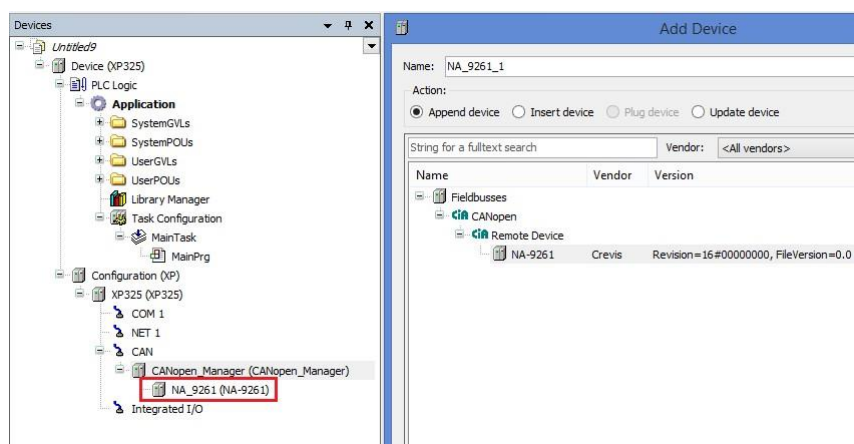 Devices
Untitled9
Device (XP325)
PLC Logic
Application
SystemGVLs
SystemPOUs
UserGVLs
UserPOUs
Library Manager
Task Configuration
MainTask
MainPrg
Configuration (XP)
XP325 (XP325)
COM 1
NET 1
CAN
CANopen_Manager (CANopen_Manager)
NA_9261 (NA-9261)
Integrated I/O
Add Device
Name: NA_9261_1
Action:
Append device Insert device Plug device Update device
String for a fulltext search Vendor: <All vendors>
Name Vendor Version
Fieldbusses
CiA CANopen
CiA Remote Device
NA-9261 Crevis Revision=16#00000000, FileVersion=0.0